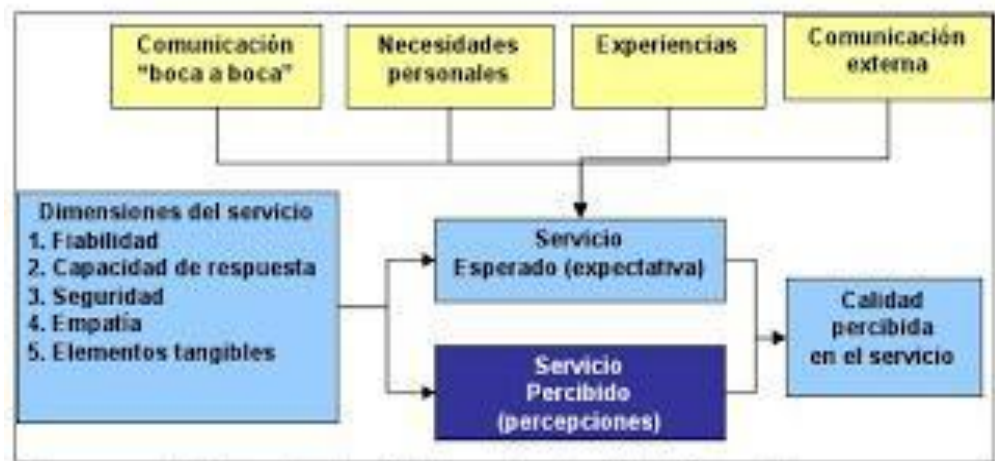 Comunicación
"boca a boca"
Necesidades
personales
Experiencias
Comunicación
externa
Dimensiones del servicio
1. Fiabilidad
2. Capacidad de respuesta
3. Seguridad
4. Empatía
5. Elementos tangibles
Servicio
Esperado (expectativa)
Servicio
Percibido
(percepciones)
Calidad
percibida
en el servicio